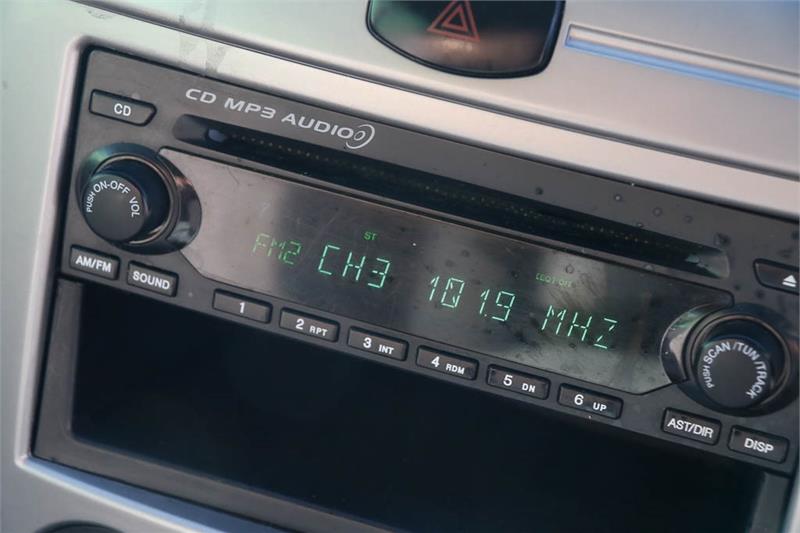 CD
CD MP3 AUDIO
PUSH ON-OFF VOL
ST
FM2 CH3 101.9 MHZ
AM/FM
SOUND
1
2 RPT
3 INT
4 RDM
5 DN
6 UP
PUSH SCAN/TUN/TRACK
AST/DIR
DISP